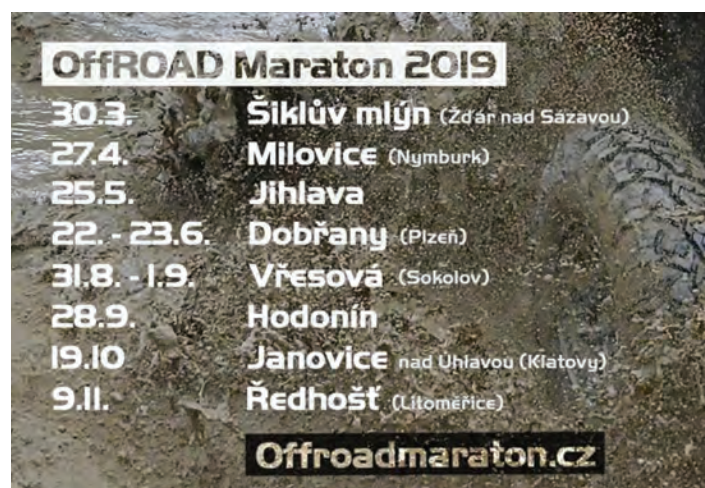 OffROAD Maraton 2019
30.3. Šiklův mlýn (Žďár nad Sázavou)
27.4. Milovice (Nymburk)
25.5. Jihlava
22. - 23.6. Dobřany (Plzeň)
31.8. - 1.9. Vřesová (Sokolov)
28.9. Hodonín
19.10 Janovice nad Úhlavou (Klatovy)
9.11. Ředhošť (Litoměřice)
Offroadmaraton.cz